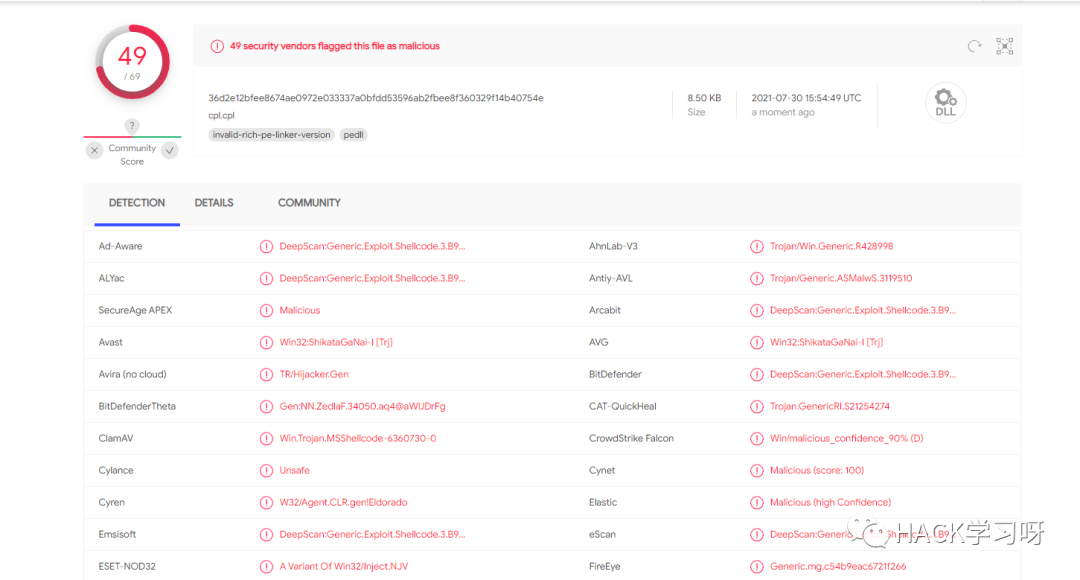 49
/ 69
?
Community
Score
49 security vendors flagged this file as malicious
36d2e12bfee8674ae0972e033337a0bfdd53596ab2fbee8f360329f14b40754e
cpl.cpl
invalid-rich-pe-linker-version pedll
8.50 KB
Size
2021-07-30 15:54:49 UTC
a moment ago
DLL
DETECTION DETAILS COMMUNITY
Ad-Aware DeepScan:Generic.Exploit.Shellcode.3.B9... AhnLab-V3 Trojan/Win.Generic.R428998
ALYac DeepScan:Generic.Exploit.Shellcode.3.B9... Antiy-AVL Trojan/Generic.ASMalwS.3119510
SecureAge APEX Malicious Arcabit DeepScan:Generic.Exploit.Shellcode.3.B9...
Avast Win32:ShikataGaNai-I [Trj] AVG Win32:ShikataGaNai-I [Trj]
Avira (no cloud) TR/Hijacker.Gen BitDefender DeepScan:Generic.Exploit.Shellcode.3.B9...
BitDefenderTheta Gen:NN.ZedlaF.34050.aq4@aWUDrFg CAT-QuickHeal Trojan.GenericRI.S21254274
ClamAV Win.Trojan.MSShellcode-6360730-0 CrowdStrike Falcon Win/malicious_confidence_90% (D)
Cylance Unsafe Cynet Malicious (score: 100)
Cyren W32/Agent.CLR.gen!Eldorado Elastic Malicious (high Confidence)
Emsisoft DeepScan:Generic.Exploit.Shellcode.3.B9... eScan
HACK学习呀
ESET-NOD32 A Variant Of Win32/Inject.NJV FireEye Generic.mg.c54b9eac6721f266